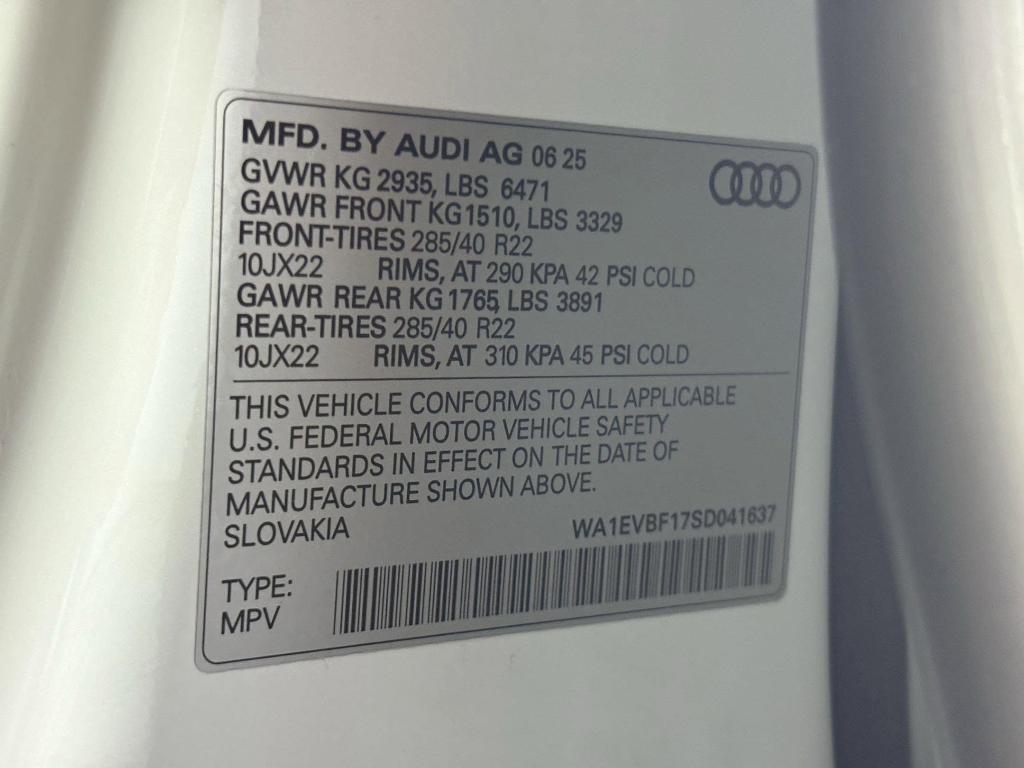 MFD. BY AUDI AG 06 25
GVWR KG 2935, LBS 6471
GAWR FRONT KG1510, LBS 3329
FRONT-TIRES 285/40 R22
10JX22 RIMS, AT 290 KPA 42 PSI COLD
GAWR REAR KG 1765, LBS 3891
REAR-TIRES 285/40 R22
10JX22 RIMS, AT 310 KPA 45 PSI COLD
THIS VEHICLE CONFORMS TO ALL APPLICABLE
U.S. FEDERAL MOTOR VEHICLE SAFETY
STANDARDS IN EFFECT ON THE DATE OF
MANUFACTURE SHOWN ABOVE.
SLOVAKIA
WA1EVBF17SD041637
TYPE:
MPV